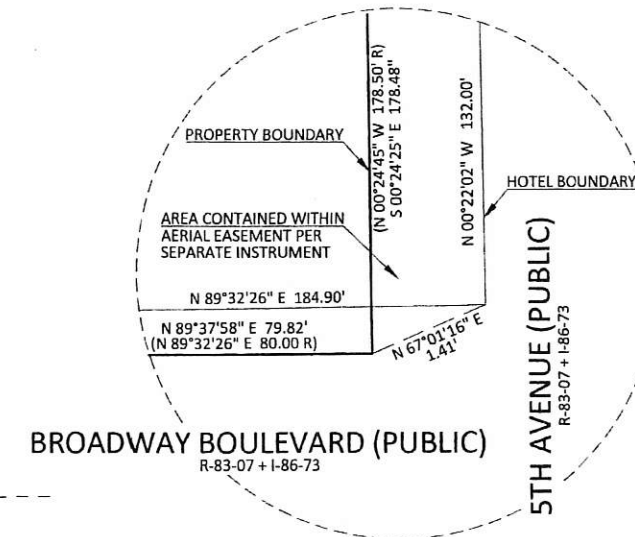 (N 00°24'45" W 178.50' R)
S 00°24'25" E 178.48"
N 00°22'02" W 132.00'
PROPERTY BOUNDARY
HOTEL BOUNDARY
AREA CONTAINED WITHIN
AERIAL EASEMENT PER
SEPARATE INSTRUMENT
N 89°32'26" E 184.90'
N 89°37'58" E 79.82'
(N 89°32'26" E 80.00 R)
N 67°01'16" E
1.41'
BROADWAY BOULEVARD (PUBLIC)
R-83-07 + I-86-73
5TH AVENUE (PUBLIC)
R-83-07 + I-86-73